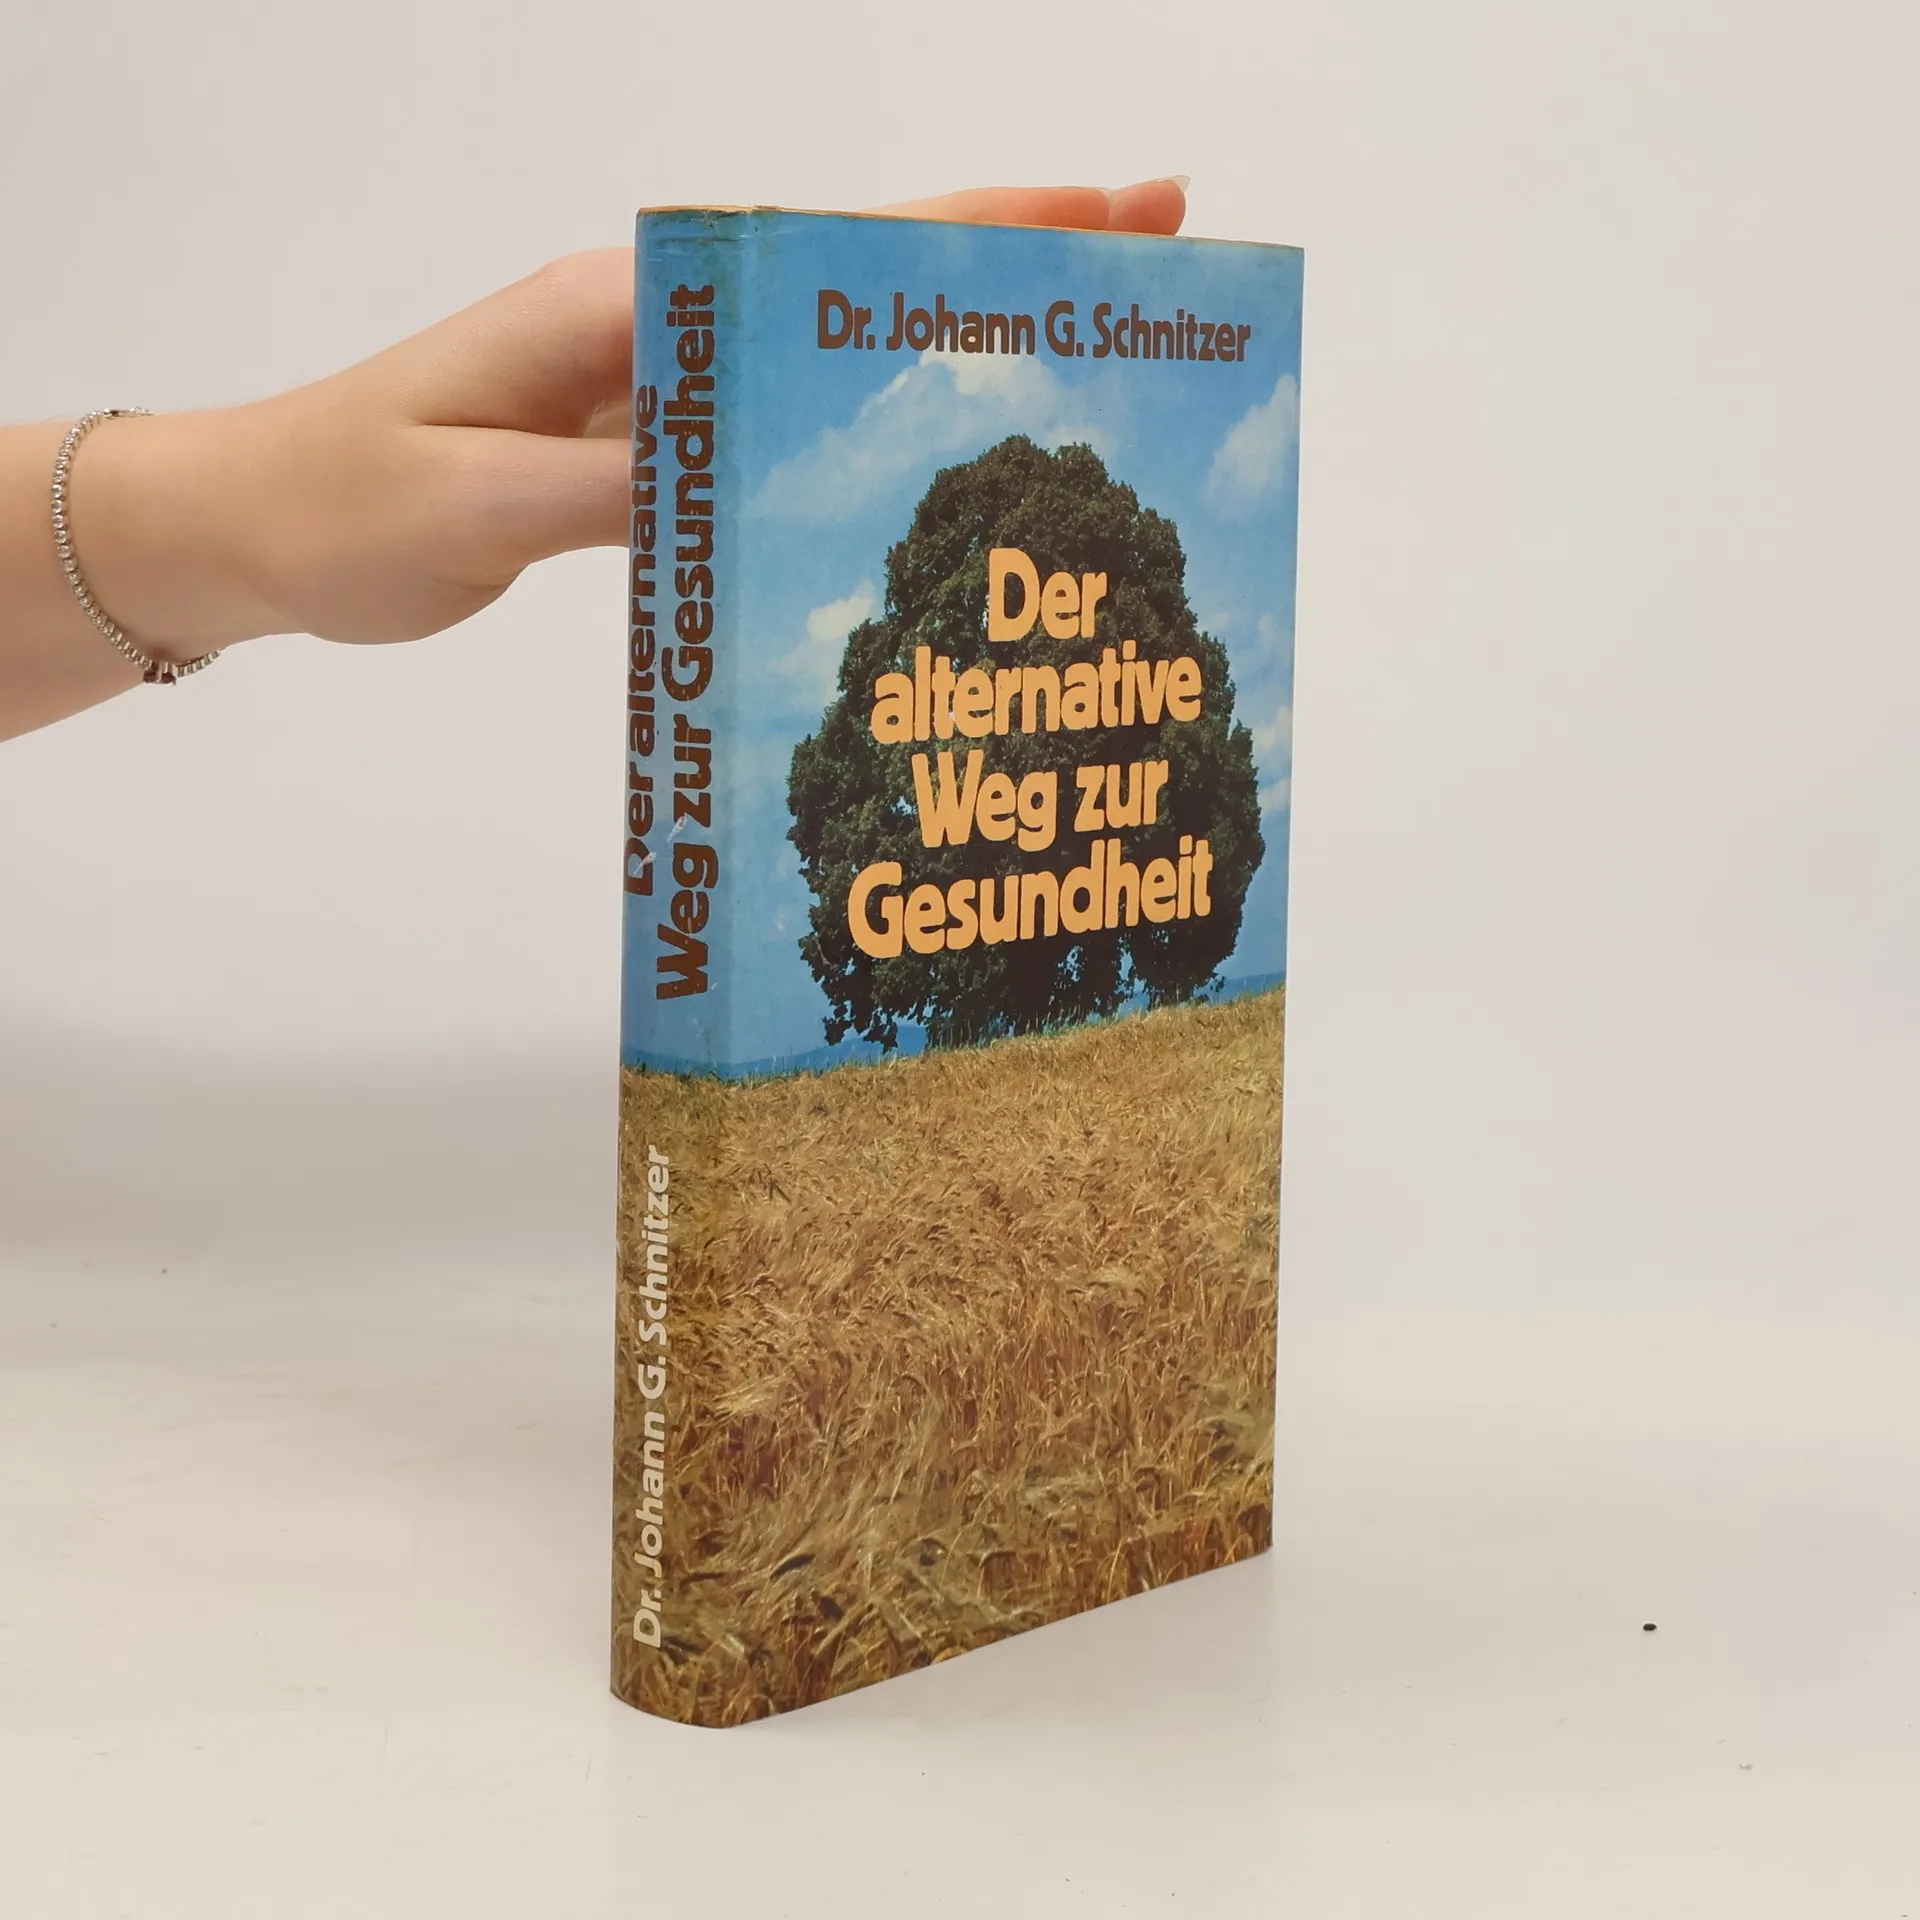 Der alternative
Weg zur Gesundheit
Dr. Johann G. Schnitzer
Dr. Johann G. Schnitzer
Der
alternative
Weg zur
Gesundheit